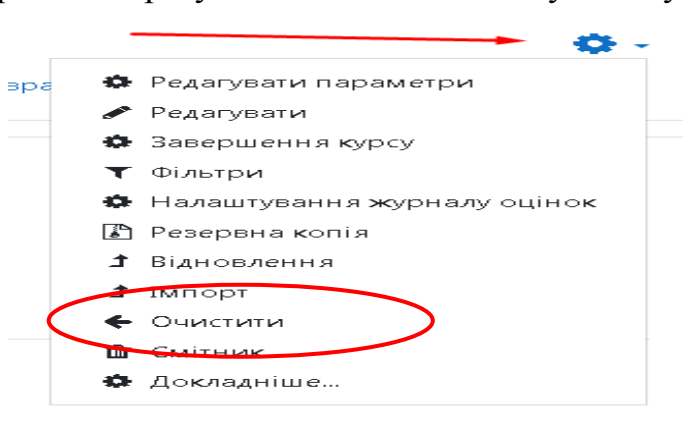 Редагувати параметри
Редагувати
Завершення курсу
Фільтри
Налаштування журналу оцінок
Резервна копія
Відновлення
Імпорт
Очистити
Смітник
Докладніше...